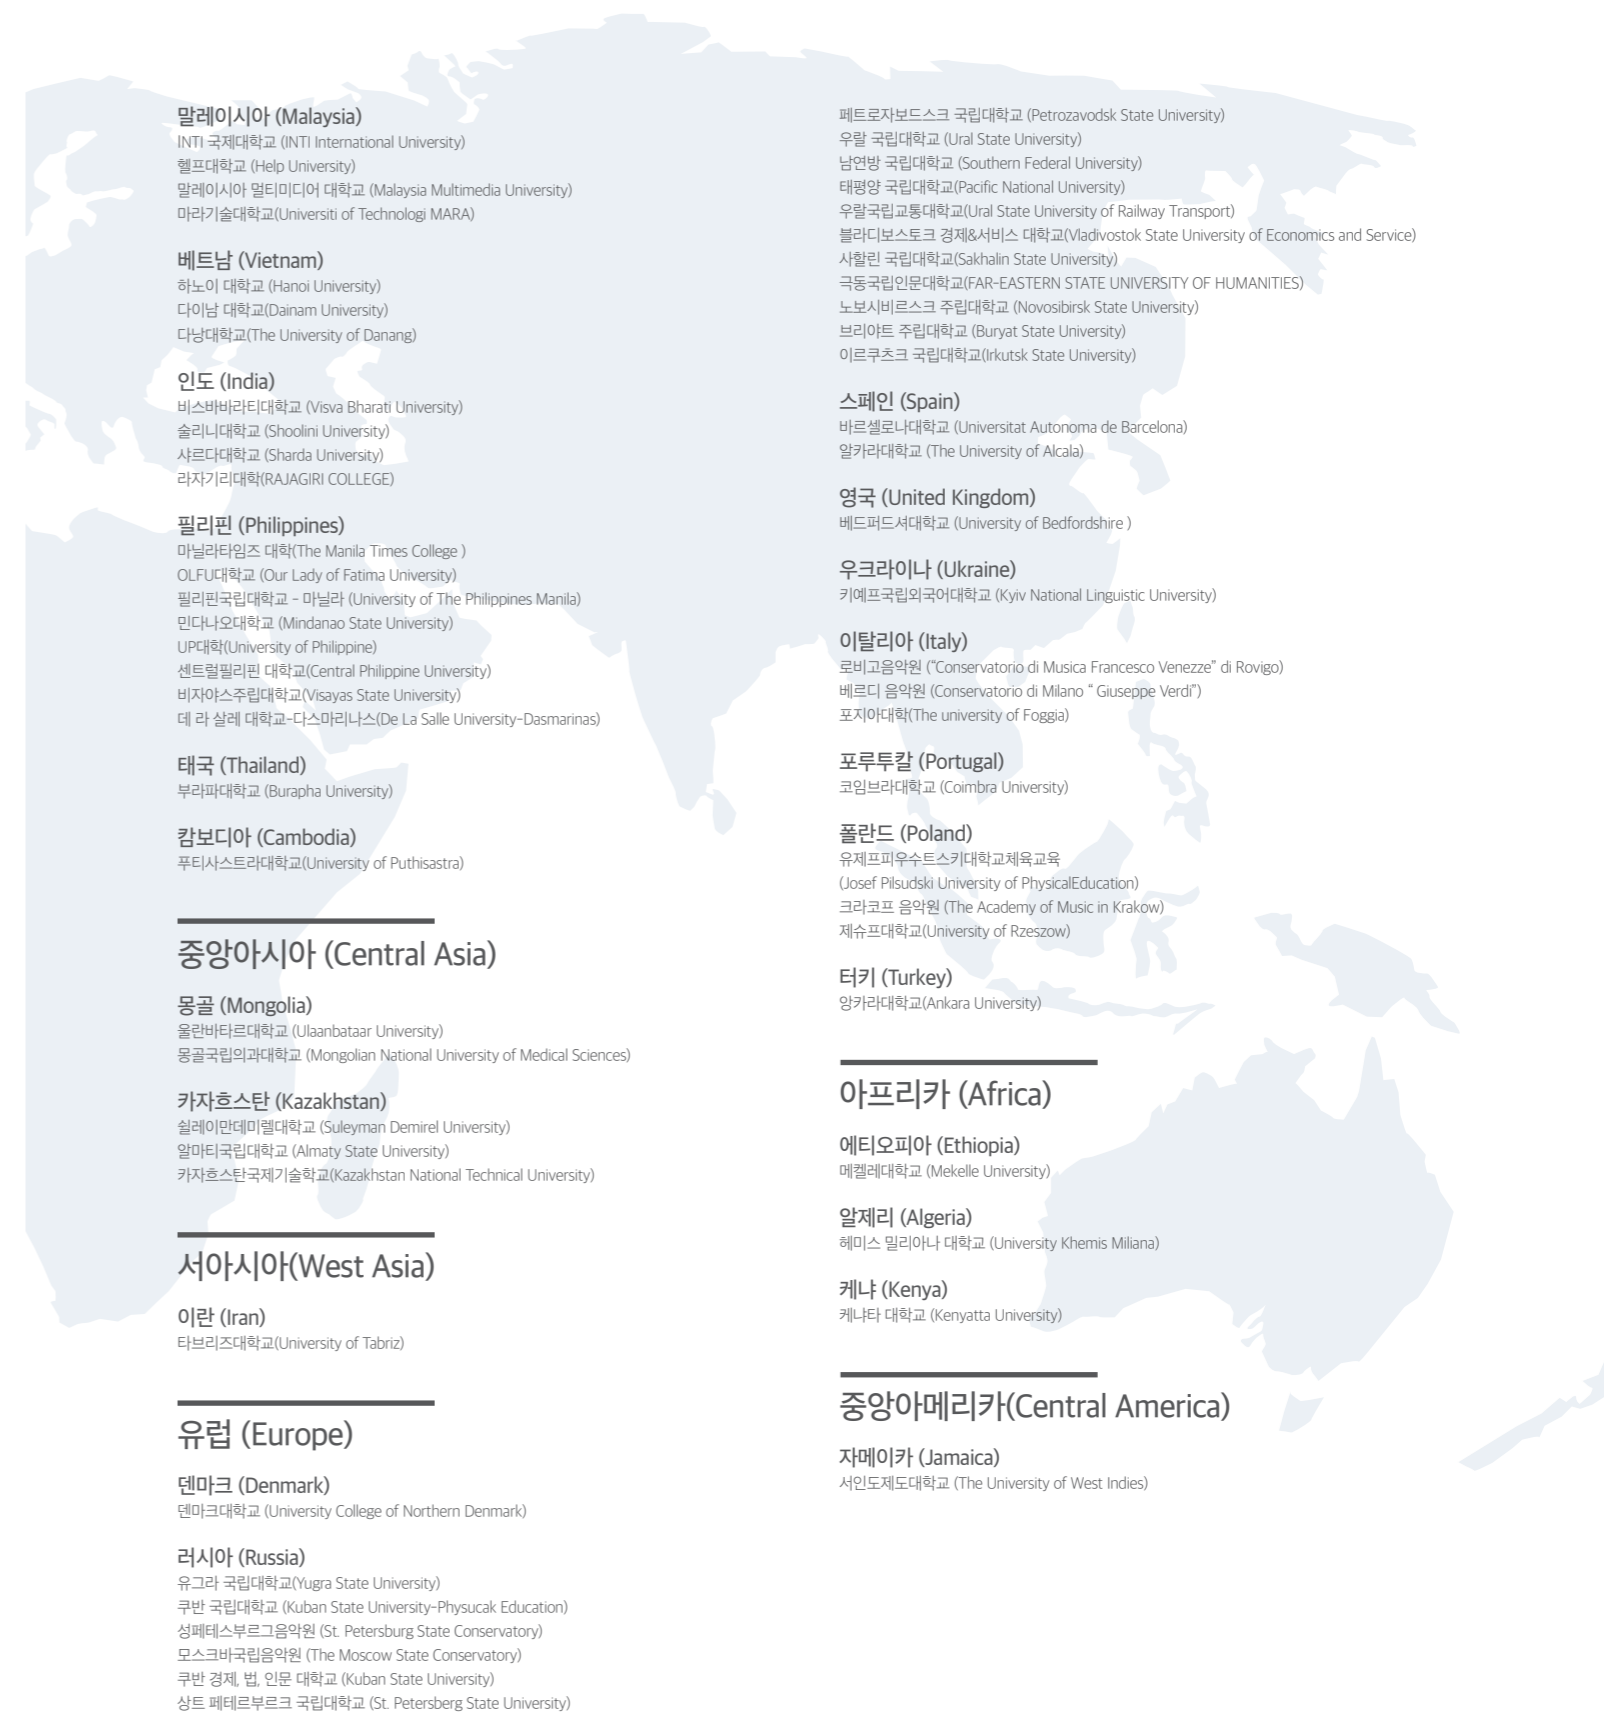 말레이시아 (Malaysia)
INTI 국제대학교 (INTI International University)
헬프대학교 (Help University)
말레이시아 멀티미디어 대학교 (Malaysia Multimedia University)
마라기술대학교(Universiti of Technologi MARA)
베트남 (Vietnam)
하노이 대학교 (Hanoi University)
다이남 대학교(Dainam University)
다낭대학교(The University of Danang)
인도 (India)
비스바바라티대학교 (Visva Bharati University)
술리니대학교 (Shoolini University)
샤르다대학교 (Sharda University)
라자기리대학(RAJAGIRI COLLEGE)
필리핀 (Philippines)
마닐라타임즈 대학(The Manila Times College )
OLFU대학교 (Our Lady of Fatima University)
필리핀국립대학교 - 마닐라 (University of The Philippines Manila)
민다나오대학교 (Mindanao State University)
UP대학(University of Philippine)
센트럴필리핀 대학교(Central Philippine University)
비자야스주립대학교(Visayas State University)
데 라 살레 대학교-다스마리나스(De La Salle University-Dasmarinas)
태국 (Thailand)
부라파대학교 (Burapha University)
캄보디아 (Cambodia)
푸티사스트라대학교(University of Puthisastra)
중앙아시아 (Central Asia)
몽골 (Mongolia)
울란바타르대학교 (Ulaanbataar University)
몽골국립의과대학교 (Mongolian National University of Medical Sciences)
카자흐스탄 (Kazakhstan)
쉴레이만데미렐대학교 (Suleyman Demirel University)
알마티국립대학교 (Almaty State University)
카자흐스탄국제기술학교(Kazakhstan National Technical University)
서아시아(West Asia)
이란 (Iran)
타브리즈대학교(University of Tabriz)
유럽 (Europe)
덴마크 (Denmark)
덴마크대학교 (University College of Northern Denmark)
러시아 (Russia)
유그라 국립대학교(Yugra State University)
쿠반 국립대학교 (Kuban State University-Physucak Education)
성페테스부르그음악원 (St. Petersburg State Conservatory)
모스크바국립음악원 (The Moscow State Conservatory)
쿠반 경제, 법, 인문 대학교 (Kuban State University)
상트 페테르부르크 국립대학교 (St. Petersberg State University)
페트로자보드스크 국립대학교 (Petrozavodsk State University)
우랄 국립대학교 (Ural State University)
남연방 국립대학교 (Southern Federal University)
태평양 국립대학교(Pacific National University)
우랄국립교통대학교(Ural State University of Railway Transport)
블라디보스토크 경제&서비스 대학교(Vladivostok State University of Economics and Service)
사할린 국립대학교(Sakhalin State University)
극동국립인문대학교(FAR-EASTERN STATE UNIVERSITY OF HUMANITIES)
노보시비르스크 주립대학교 (Novosibirsk State University)
브리야트 주립대학교 (Buryat State University)
이르쿠츠크 국립대학교(Irkutsk State University)
스페인 (Spain)
바르셀로나대학교 (Universitat Autonoma de Barcelona)
알카라대학교 (The University of Alcala)
영국 (United Kingdom)
베드퍼드셔대학교 (University of Bedfordshire )
우크라이나 (Ukraine)
키예프국립외국어대학교 (Kyiv National Linguistic University)
이탈리아 (Italy)
로비고음악원 (“Conservatorio di Musica Francesco Venezze” di Rovigo)
베르디 음악원 (Conservatorio di Milano “ Giuseppe Verdi”)
포지아대학(The university of Foggia)
포루투칼 (Portugal)
코임브라대학교 (Coimbra University)
폴란드 (Poland)
유제프피우수트스키대학교체육교육
(Josef Pilsudski University of PhysicalEducation)
크라코프 음악원 (The Academy of Music in Krakow)
제슈프대학교(University of Rzeszow)
터키 (Turkey)
앙카라대학교(Ankara University)
아프리카 (Africa)
에티오피아 (Ethiopia)
메켈레대학교 (Mekelle University)
알제리 (Algeria)
헤미스 밀리아나 대학교 (University Khemis Miliana)
케냐 (Kenya)
케냐타 대학교 (Kenyatta University)
중앙아메리카(Central America)
자메이카 (Jamaica)
서인도제도대학교 (The University of West Indies)